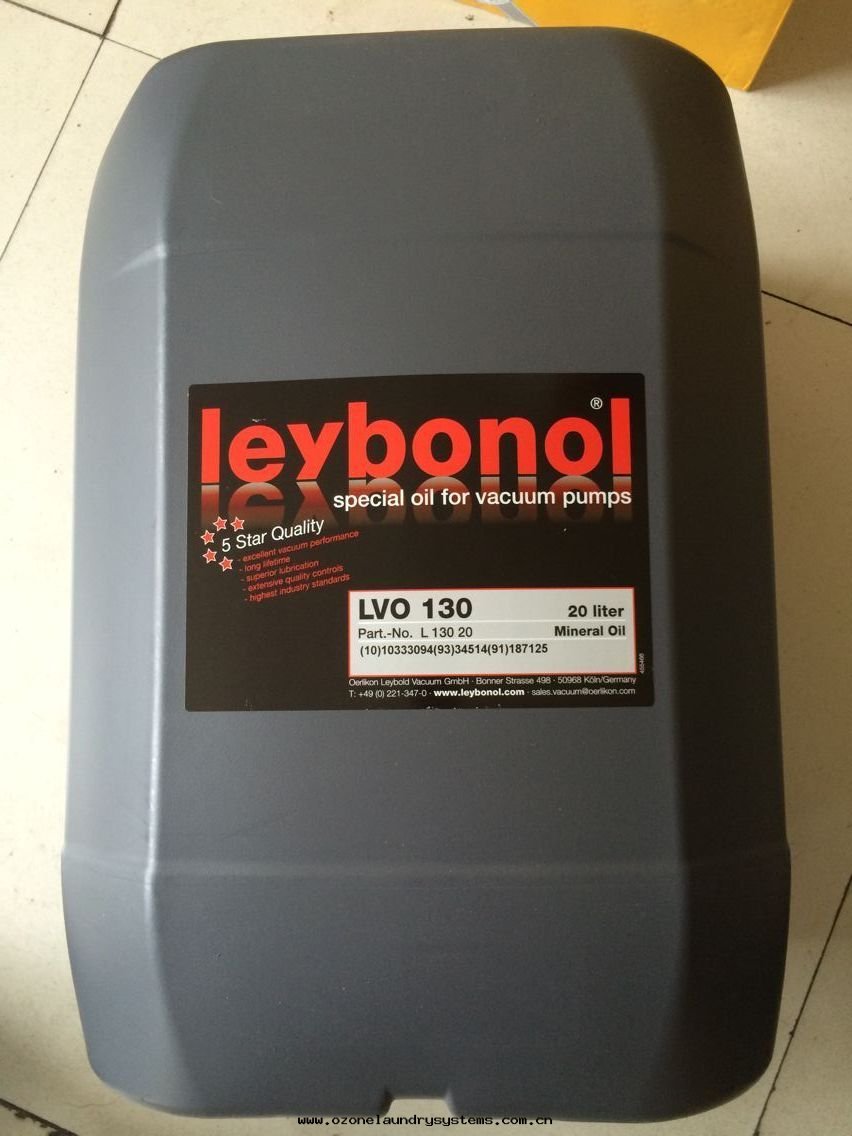 leybonol®
special oil for vacuum pumps
5 Star Quality
- excellent vacuum performance
- long lifetime
- superior lubrication
- extensive quality controls
- highest industry standards
LVO 130 20 liter
Part.-No. L 130 20 Mineral Oil
(10)10333094(93)34514(91)187125
Oerlikon Leybold Vacuum GmbH · Bonner Strasse 498 · 50968 Köln/Germany
T: +49 (0) 221-347-0 · www.leybonol.com · sales.vacuum@oerlikon.com
www.ozonelaundrysystems.com.cn